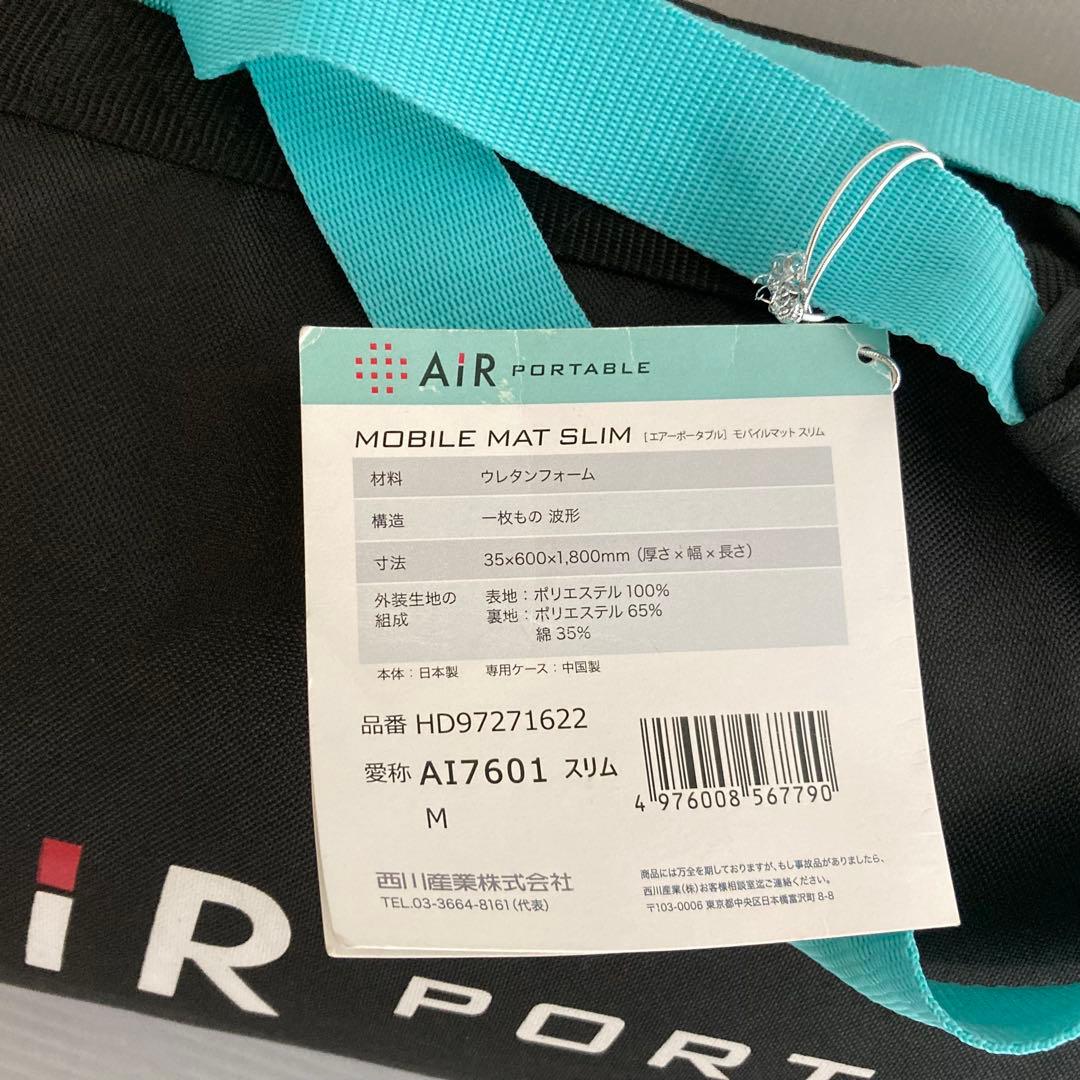 AiR PORTABLE
MOBILE MAT SLIM [エアーポータブル] モバイルマット スリム
材料 ウレタンフォーム
構造 一枚もの 波形
寸法 35×600×1,800mm (厚さ×幅×長さ)
外装生地の組成 表地：ポリエステル100%
裏地：ポリエステル65%
綿35%
本体：日本製 専用ケース：中国製
品番 HD97271622
愛称 AI7601 スリム
M
4 976008 567790
西川産業株式会社
TEL.03-3664-8161（代表）
商品には万全を期しておりますが、もし事故品がありましたら、
西川産業(株)お客様相談室迄ご連絡ください。
〒103-0006 東京都中央区日本橋富沢町8-8
iR PORT